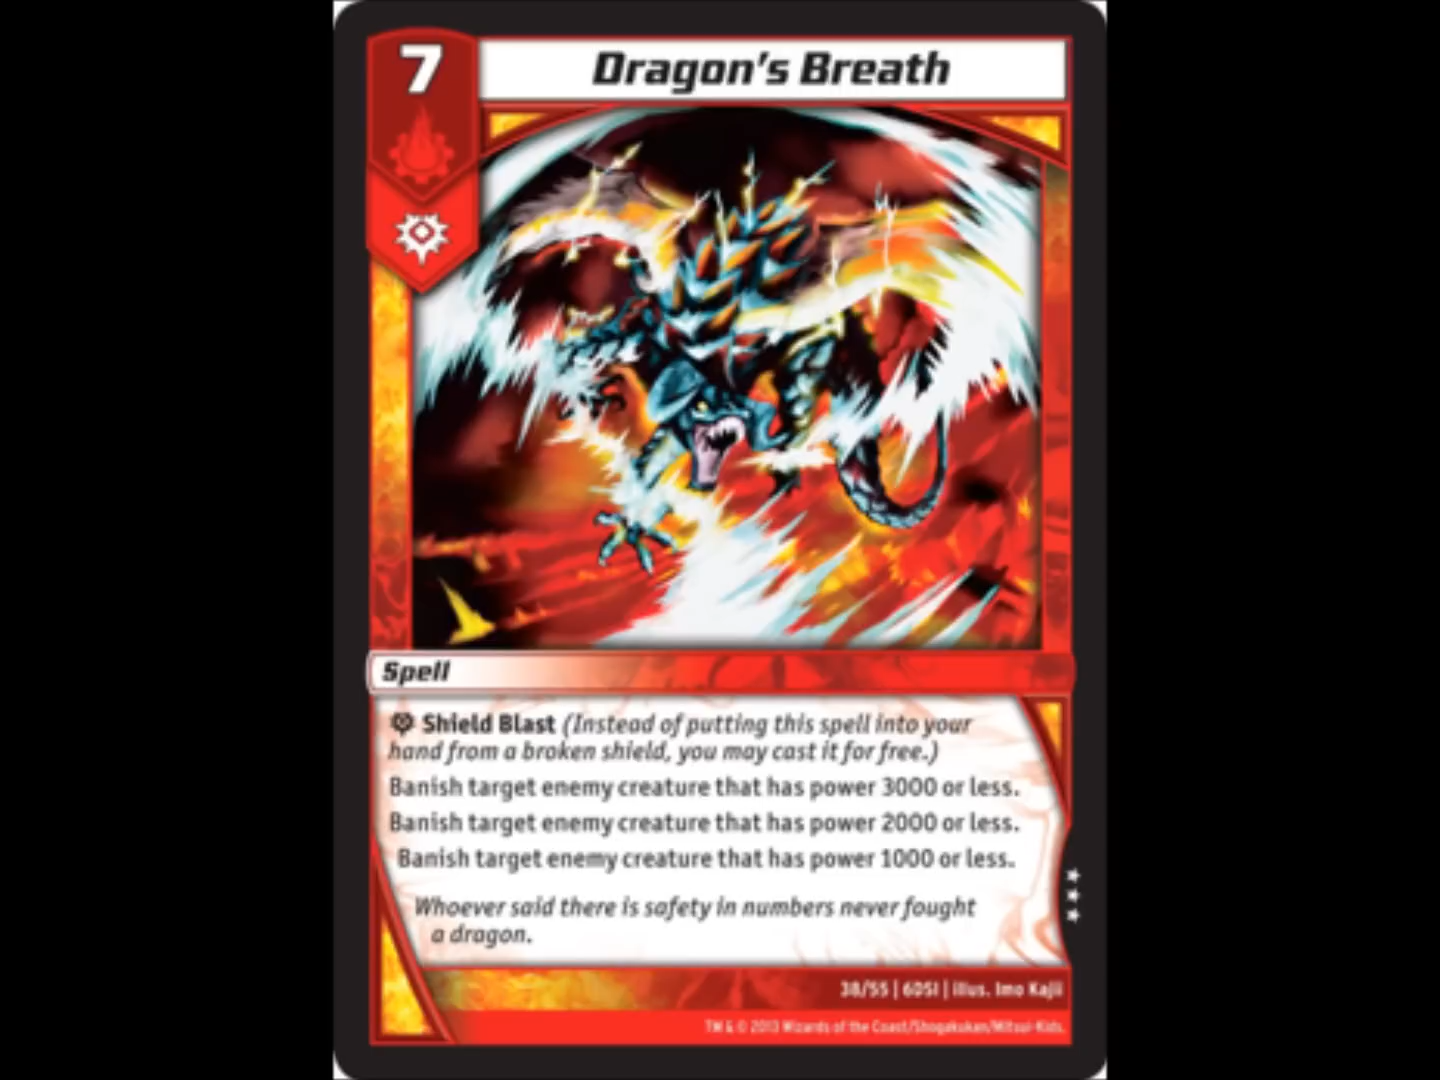 7
Dragon's Breath
Spell
Shield Blast (Instead of putting this spell into your
hand from a broken shield, you may cast it for free.)
Banish target enemy creature that has power 3000 or less.
Banish target enemy creature that has power 2000 or less.
Banish target enemy creature that has power 1000 or less.
Whoever said there is safety in numbers never fought
a dragon.
38/55 | 6DSI | illus. Imo Kajii
TM & © 2013 Wizards of the Coast/Shogakukan/Mitsui-Kids.